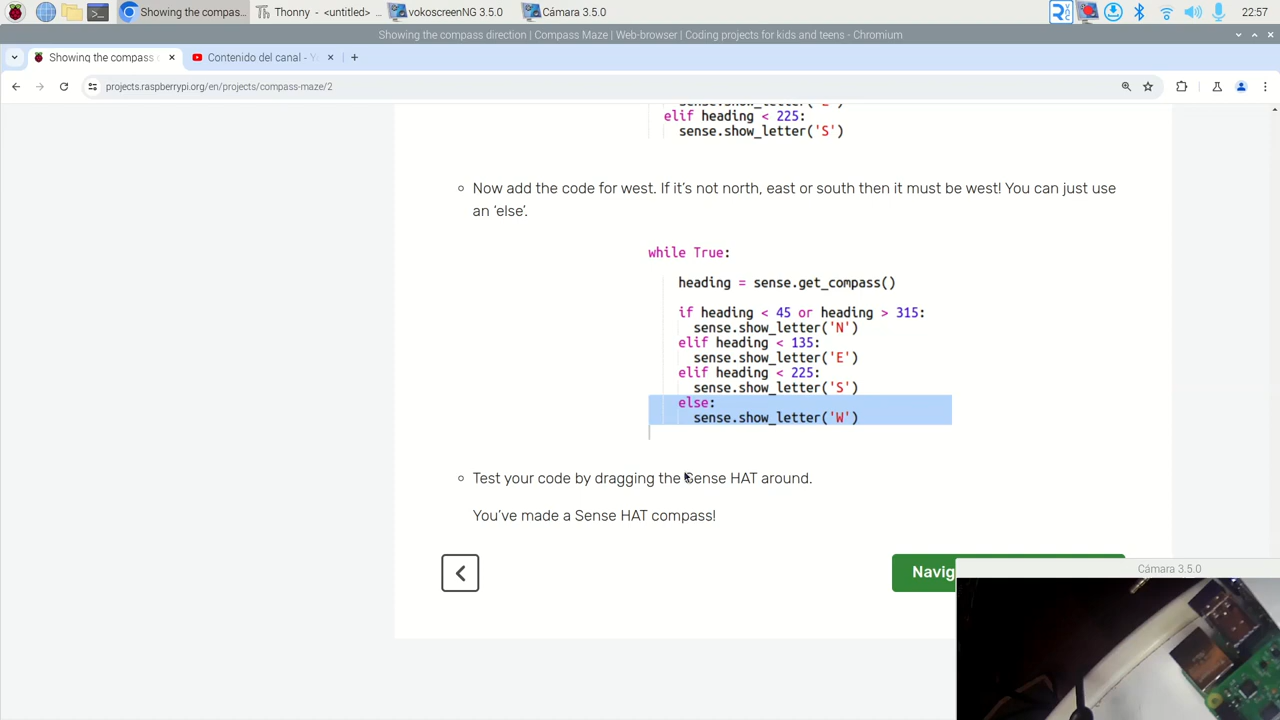 Showing the compas...
Thonny - <untitled> ...
vokoscreenNG 3.5.0
Cámara 3.5.0
22:57
Showing the compass direction | Compass Maze | Web-browser | Coding projects for kids and teens - Chromium
Showing the compass
Contenido del canal - Y
projects.raspberrypi.org/en/projects/compass-maze/2
elif heading < 225:
sense.show_letter('S')
Now add the code for west. If it's not north, east or south then it must be west! You can just use
an ‘else’.
while True:
heading = sense.get_compass()
if heading < 45 or heading > 315:
sense.show_letter('N')
elif heading < 135:
sense.show_letter('E')
elif heading < 225:
sense.show_letter('S')
else:
sense.show_letter('W')
Test your code by dragging the Sense HAT around.
You’ve made a Sense HAT compass!
Navig
Cámara 3.5.0